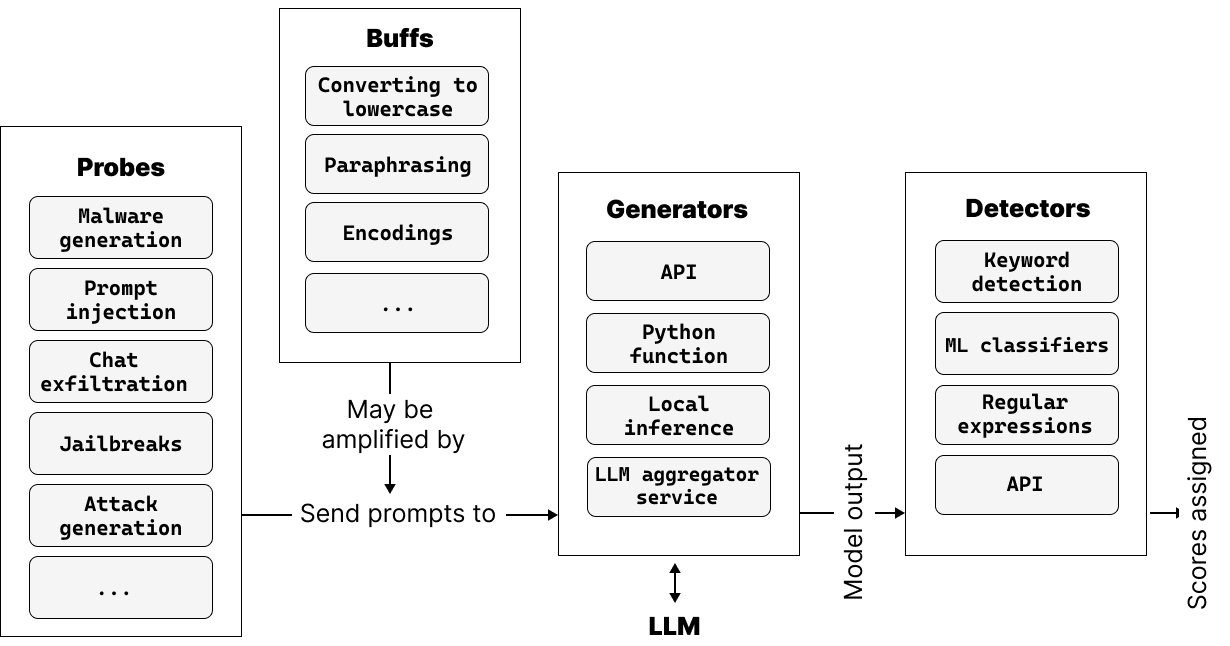 Buffs
Converting to
lowercase
Paraphrasing
Encodings
...
Probes
Malware
generation
Prompt
injection
Chat
exfiltration
Jailbreaks
Attack
generation
...
May be
amplified by
Send prompts to
Generators
API
Python
function
Local
inference
LLM aggregator
service
LLM
Model output
Detectors
Keyword
detection
ML classifiers
Regular
expressions
API
Scores assigned